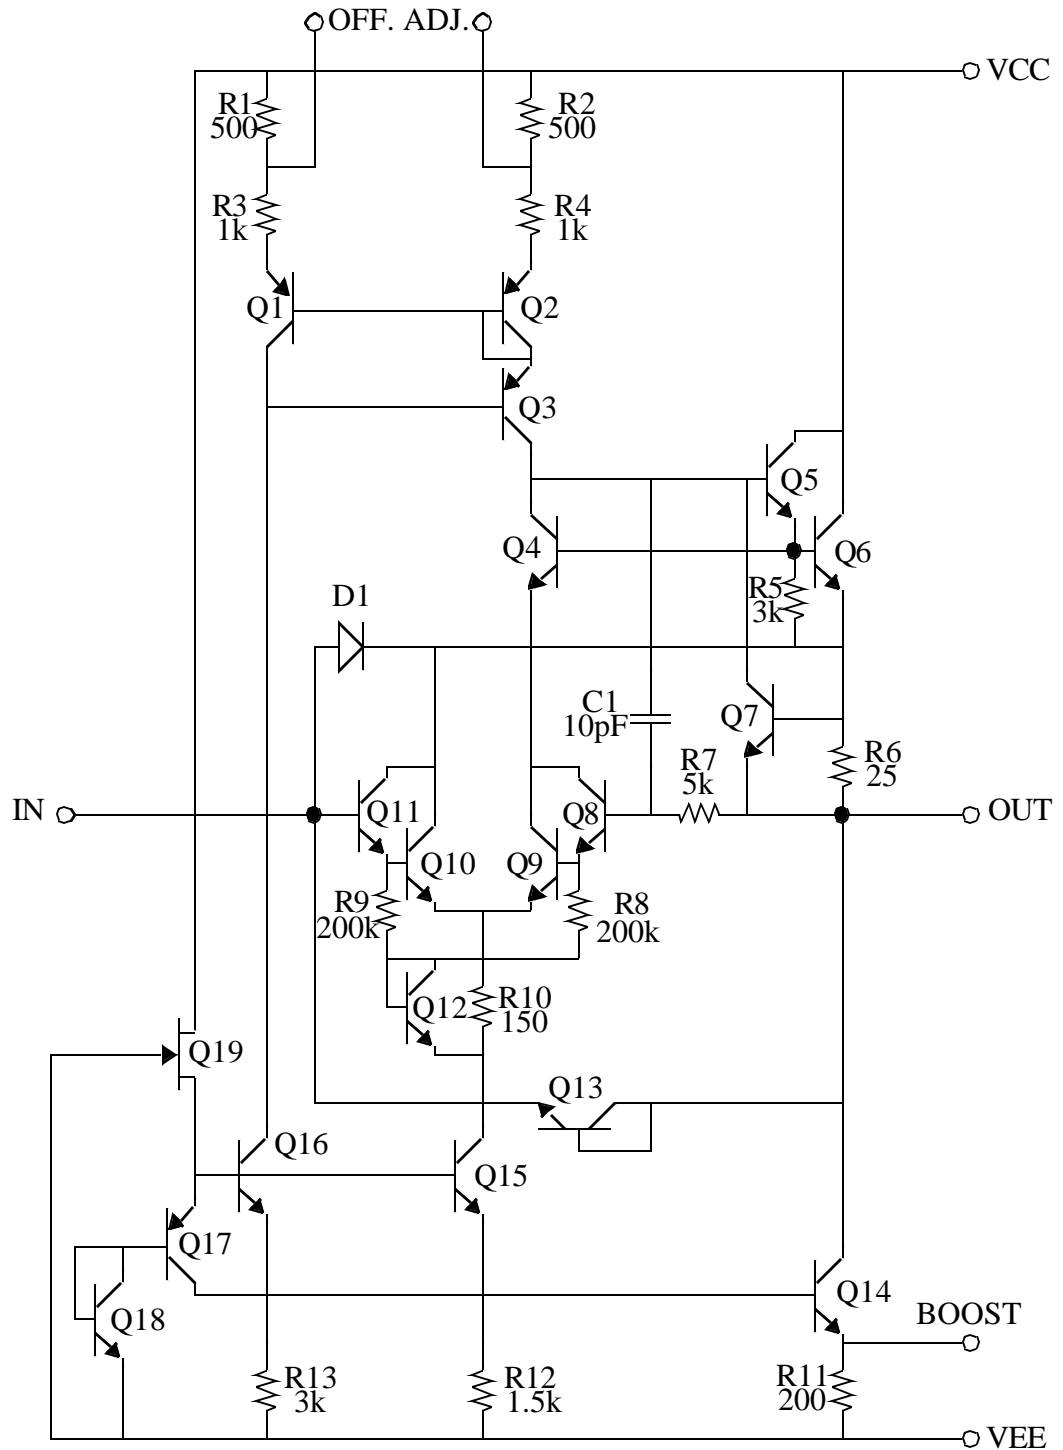 OFF. ADJ.
VCC
R1
500
R2
500
R3
1k
R4
1k
Q1
Q2
Q3
Q5
Q4
Q6
R5
3k
D1
C1
10pF
Q7
R7
5k
R6
25
IN
Q11
Q8
OUT
Q10
Q9
R9
200k
R8
200k
Q12
R10
150
Q19
Q13
Q16
Q15
Q17
Q14
Q18
BOOST
R13
3k
R12
1.5k
R11
200
VEE